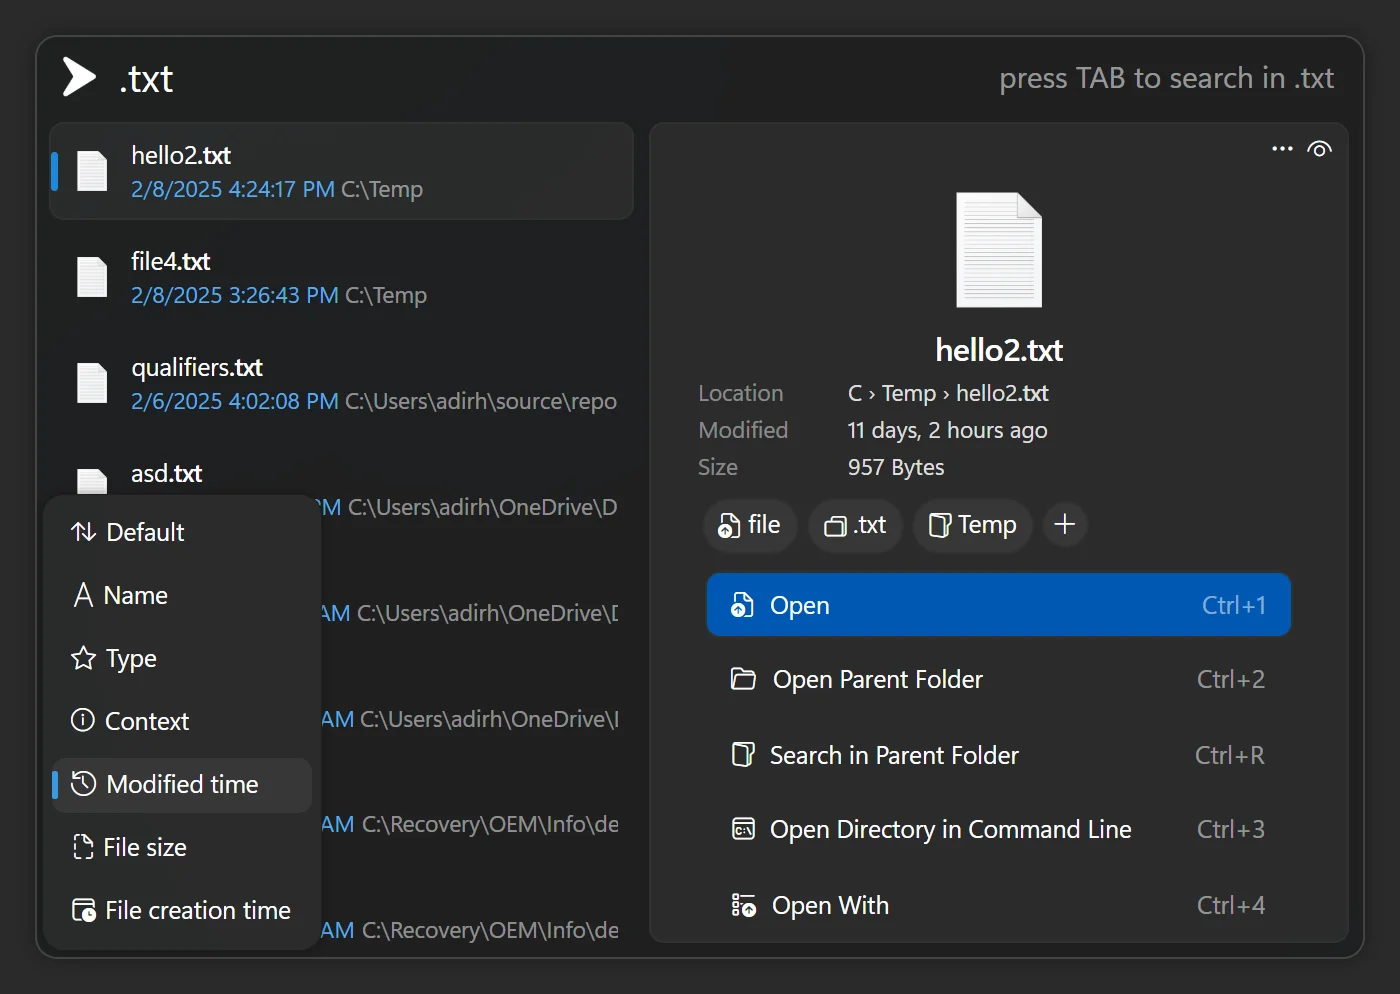 .txt
press TAB to search in .txt
hello2.txt
2/8/2025 4:24:17 PM C:\Temp
file4.txt
2/8/2025 3:26:43 PM C:\Temp
qualifiers.txt
2/6/2025 4:02:08 PM C:\Users\adirh\source\repo
asd.txt
PM C:\Users\adirh\OneDrive\D
AM C:\Users\adirh\OneDrive\
AM C:\Users\adirh\OneDrive\
AM C:\Recovery\OEM\Info\de
AM C:\Recovery\OEM\Info\de
Default
Name
Type
Context
Modified time
File size
File creation time
hello2.txt
Location C › Temp › hello2.txt
Modified 11 days, 2 hours ago
Size 957 Bytes
file .txt Temp +
Open Ctrl+1
Open Parent Folder Ctrl+2
Search in Parent Folder Ctrl+R
Open Directory in Command Line Ctrl+3
Open With Ctrl+4